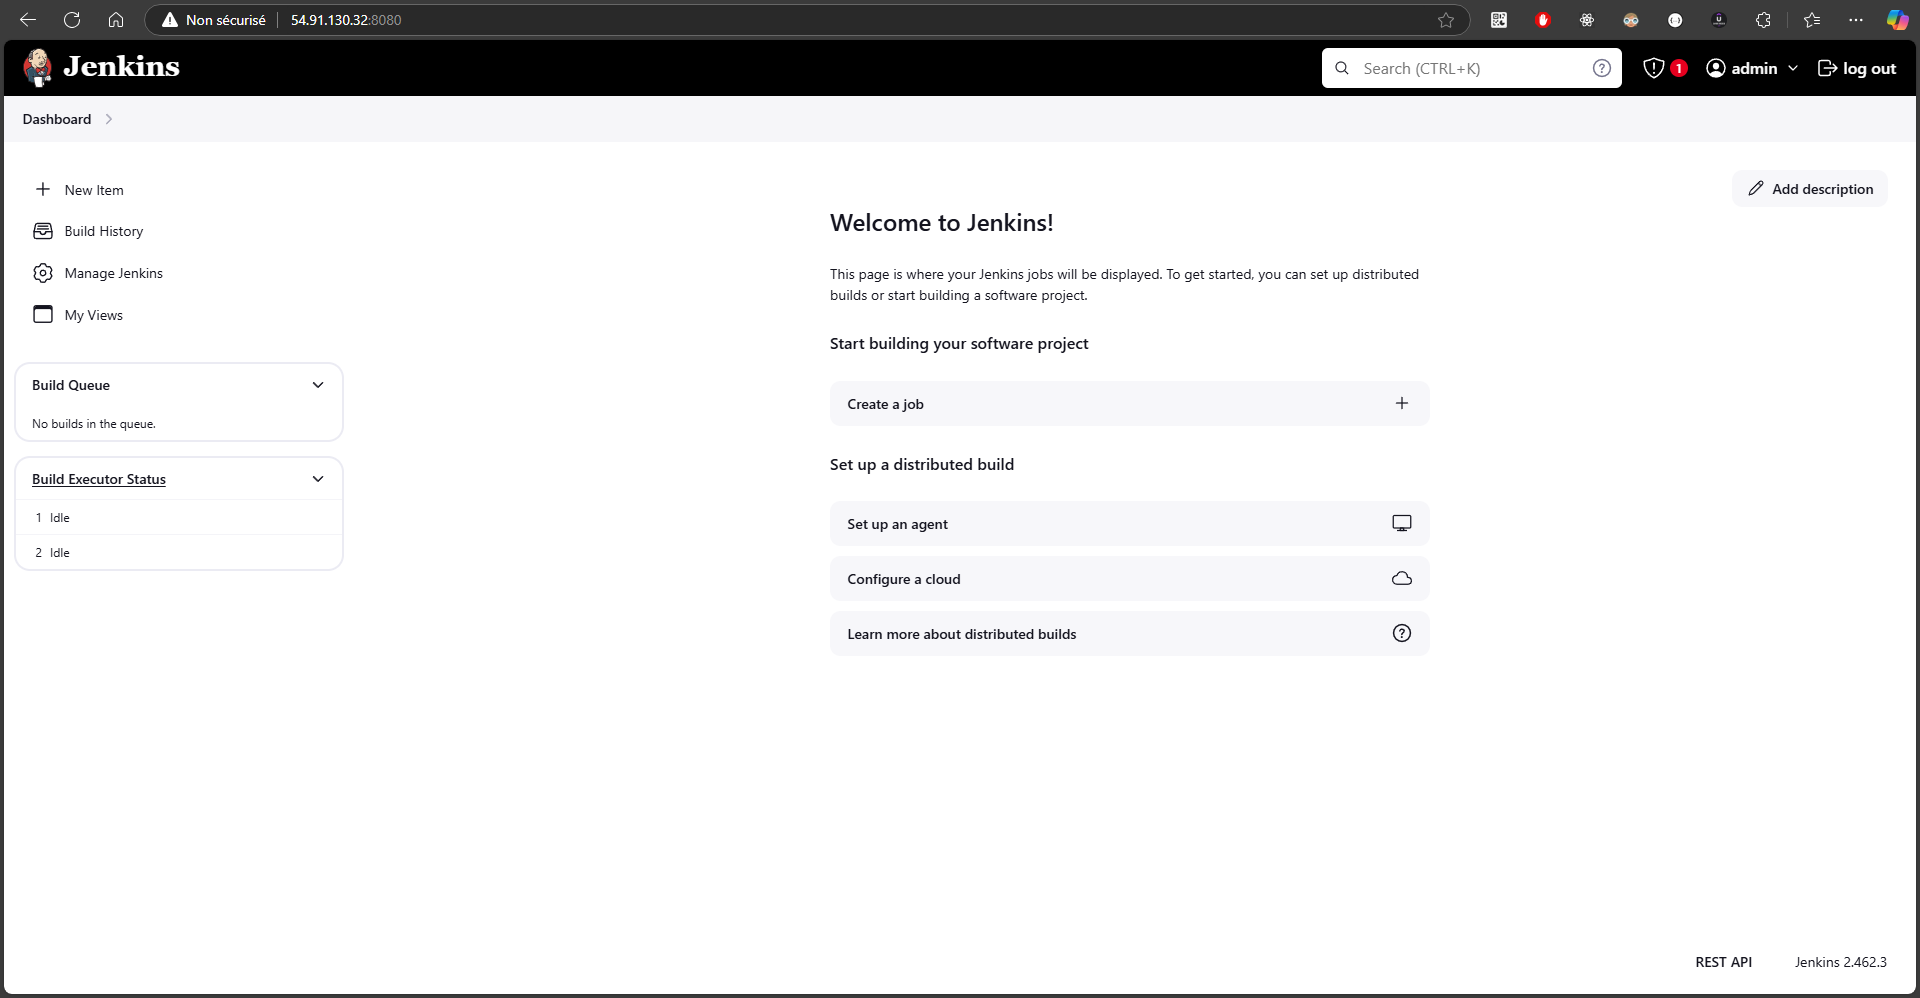 Non sécurisé
54.91.130.32:8080
Jenkins
Search (CTRL+K)
1
admin
log out
Dashboard
New Item
Build History
Manage Jenkins
My Views
Build Queue
No builds in the queue.
Build Executor Status
1 Idle
2 Idle
Add description
Welcome to Jenkins!
This page is where your Jenkins jobs will be displayed. To get started, you can set up distributed
builds or start building a software project.
Start building your software project
Create a job
Set up a distributed build
Set up an agent
Configure a cloud
Learn more about distributed builds
REST API
Jenkins 2.462.3